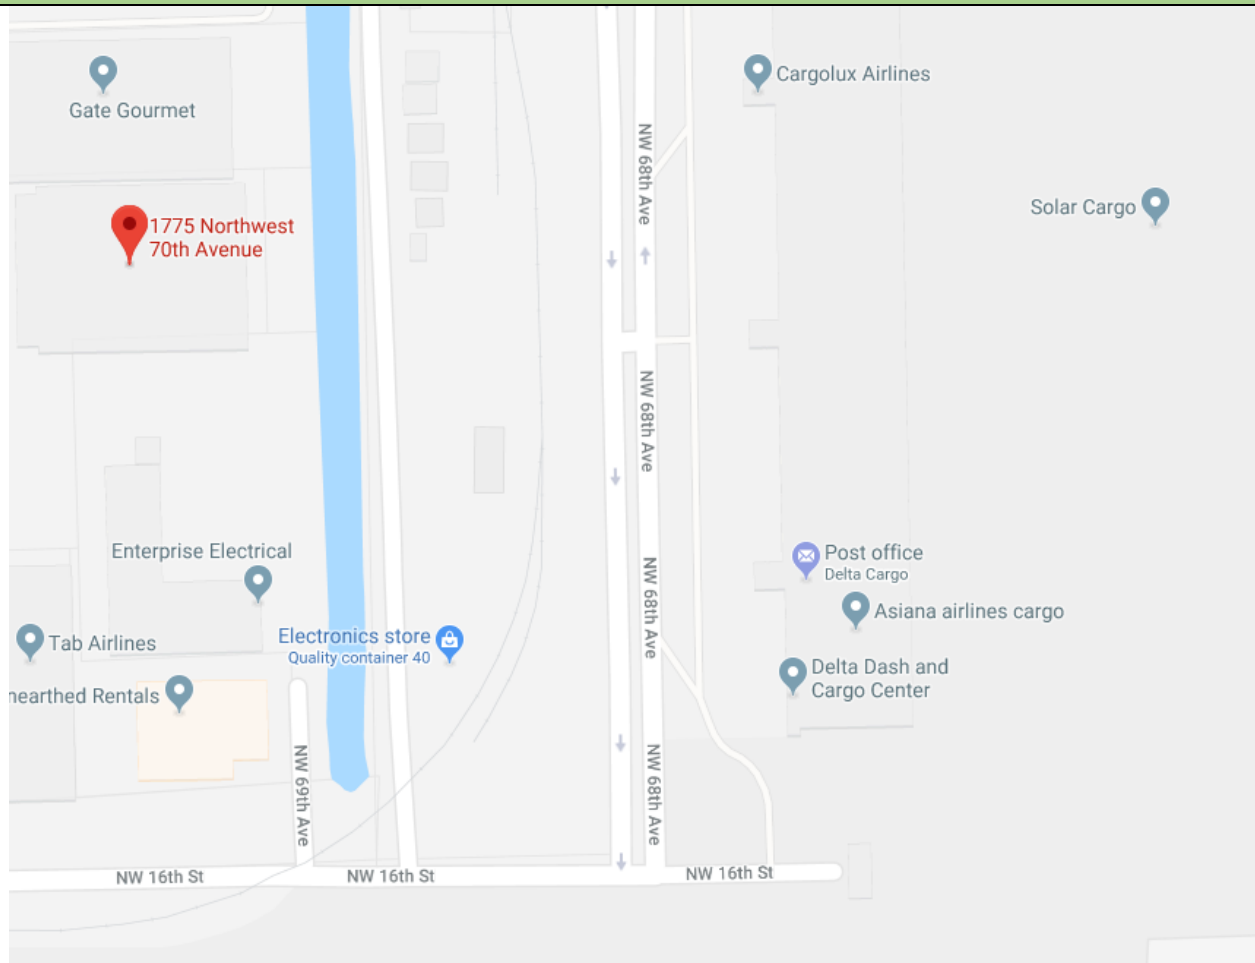 Gate Gourmet
Cargolux Airlines
NW 68th Ave
Solar Cargo
1775 Northwest
70th Avenue
NW 68th Ave
Enterprise Electrical
Post office
Delta Cargo
NW 68th Ave
Asiana airlines cargo
Electronics store
Quality container 40
Tab Airlines
Delta Dash and
Cargo Center
nearthed Rentals
NW 69th Ave
NW 68th Ave
NW 16th St
NW 16th St
NW 16th St